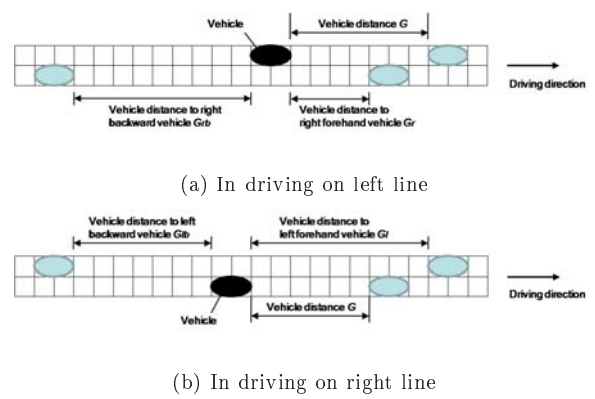 Vehicle
Vehicle distance G
Driving direction
Vehicle distance to right
backward vehicle Grb
Vehicle distance to
right forehand vehicle Gr
(a) In driving on left line
Vehicle distance to left
backward vehicle Glb
Vehicle distance to
left forehand vehicle Gl
Driving direction
Vehicle distance G
Vehicle
(b) In driving on right line